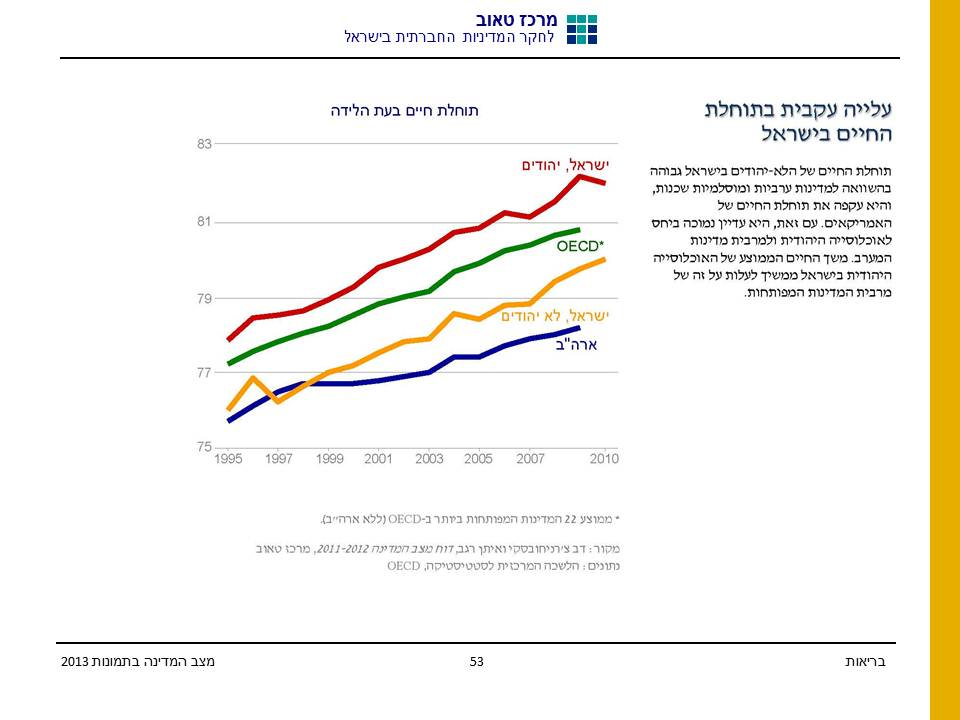 מרכז טאוב
לחקר המדיניות החברתית בישראל
עלייה עקבית בתוחלת
החיים בישראל
תוחלת החיים של הלא-יהודים בישראל גבוהה
בהשוואה למדינות ערביות ומוסלמיות שכנות,
והיא עקפה את תוחלת החיים של
האמריקאים. עם זאת, היא עדיין נמוכה ביחס
לאוכלוסייה היהודית ולמרבית מדינות
המערב. משך החיים הממוצע של האוכלוסייה
היהודית בישראל ממשיך לעלות על זה של
מרבית המדינות המפותחות.
תוחלת חיים בעת הלידה
83
81
79
77
75
ישראל, יהודים
OECD*
ישראל, לא יהודים
ארה"ב
1995 1997 1999 2001 2003 2005 2007 2010
* ממוצע 22 המדינות המפותחות ביותר ב-OECD (ללא ארה"ב).
מקור: דב צ'רניחובסקי ואיתן רגב, דוח מצב המדינה 2011-2012, מרכז טאוב
נתונים: הלשכה המרכזית לסטטיסטיקה, OECD
בריאות 53 מצב המדינה בתמונות 2013